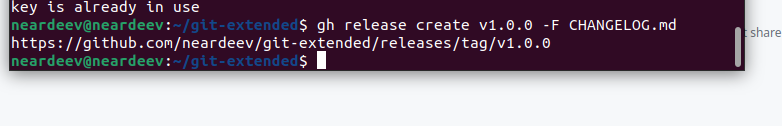 key is already in use
neardeev@neardeev:~/git-extended$ gh release create v1.0.0 -F CHANGELOG.md
https://github.com/neardeev/git-extended/releases/tag/v1.0.0
neardeev@neardeev:~/git-extended$
share